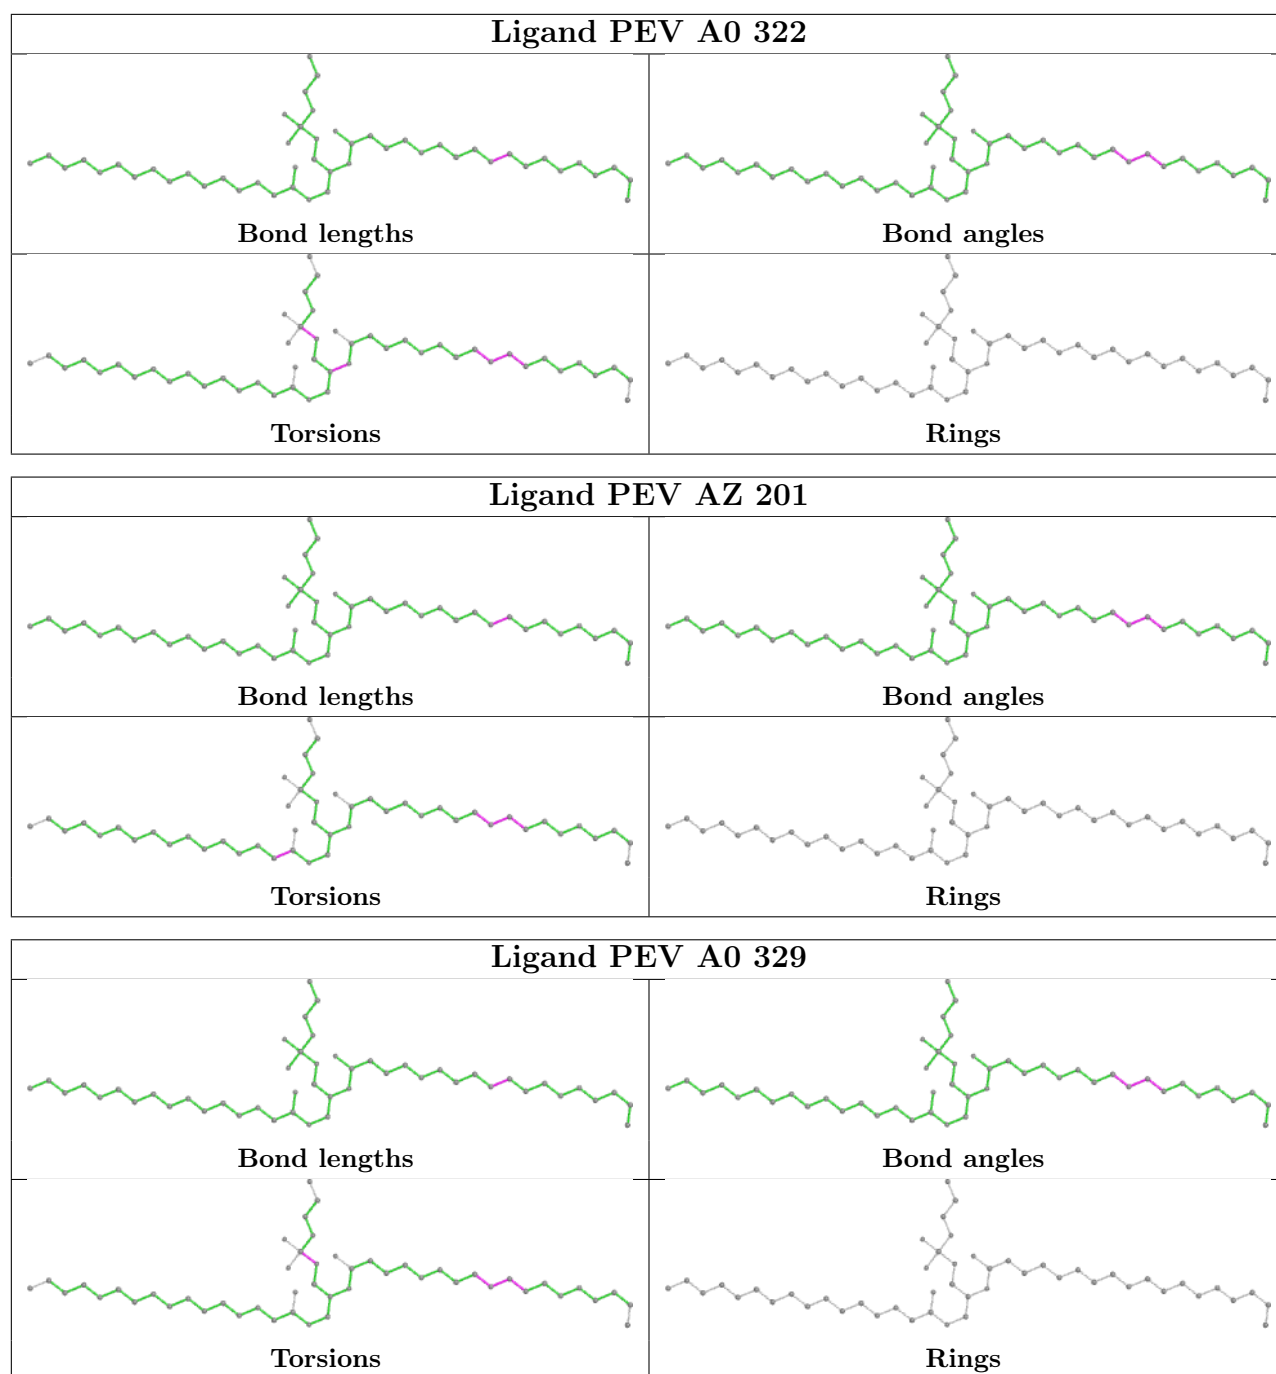 Ligand PEV A0 322
Bond lengths
Bond angles
Torsions
Rings
Ligand PEV AZ 201
Bond lengths
Bond angles
Torsions
Rings
Ligand PEV A0 329
Bond lengths
Bond angles
Torsions
Rings